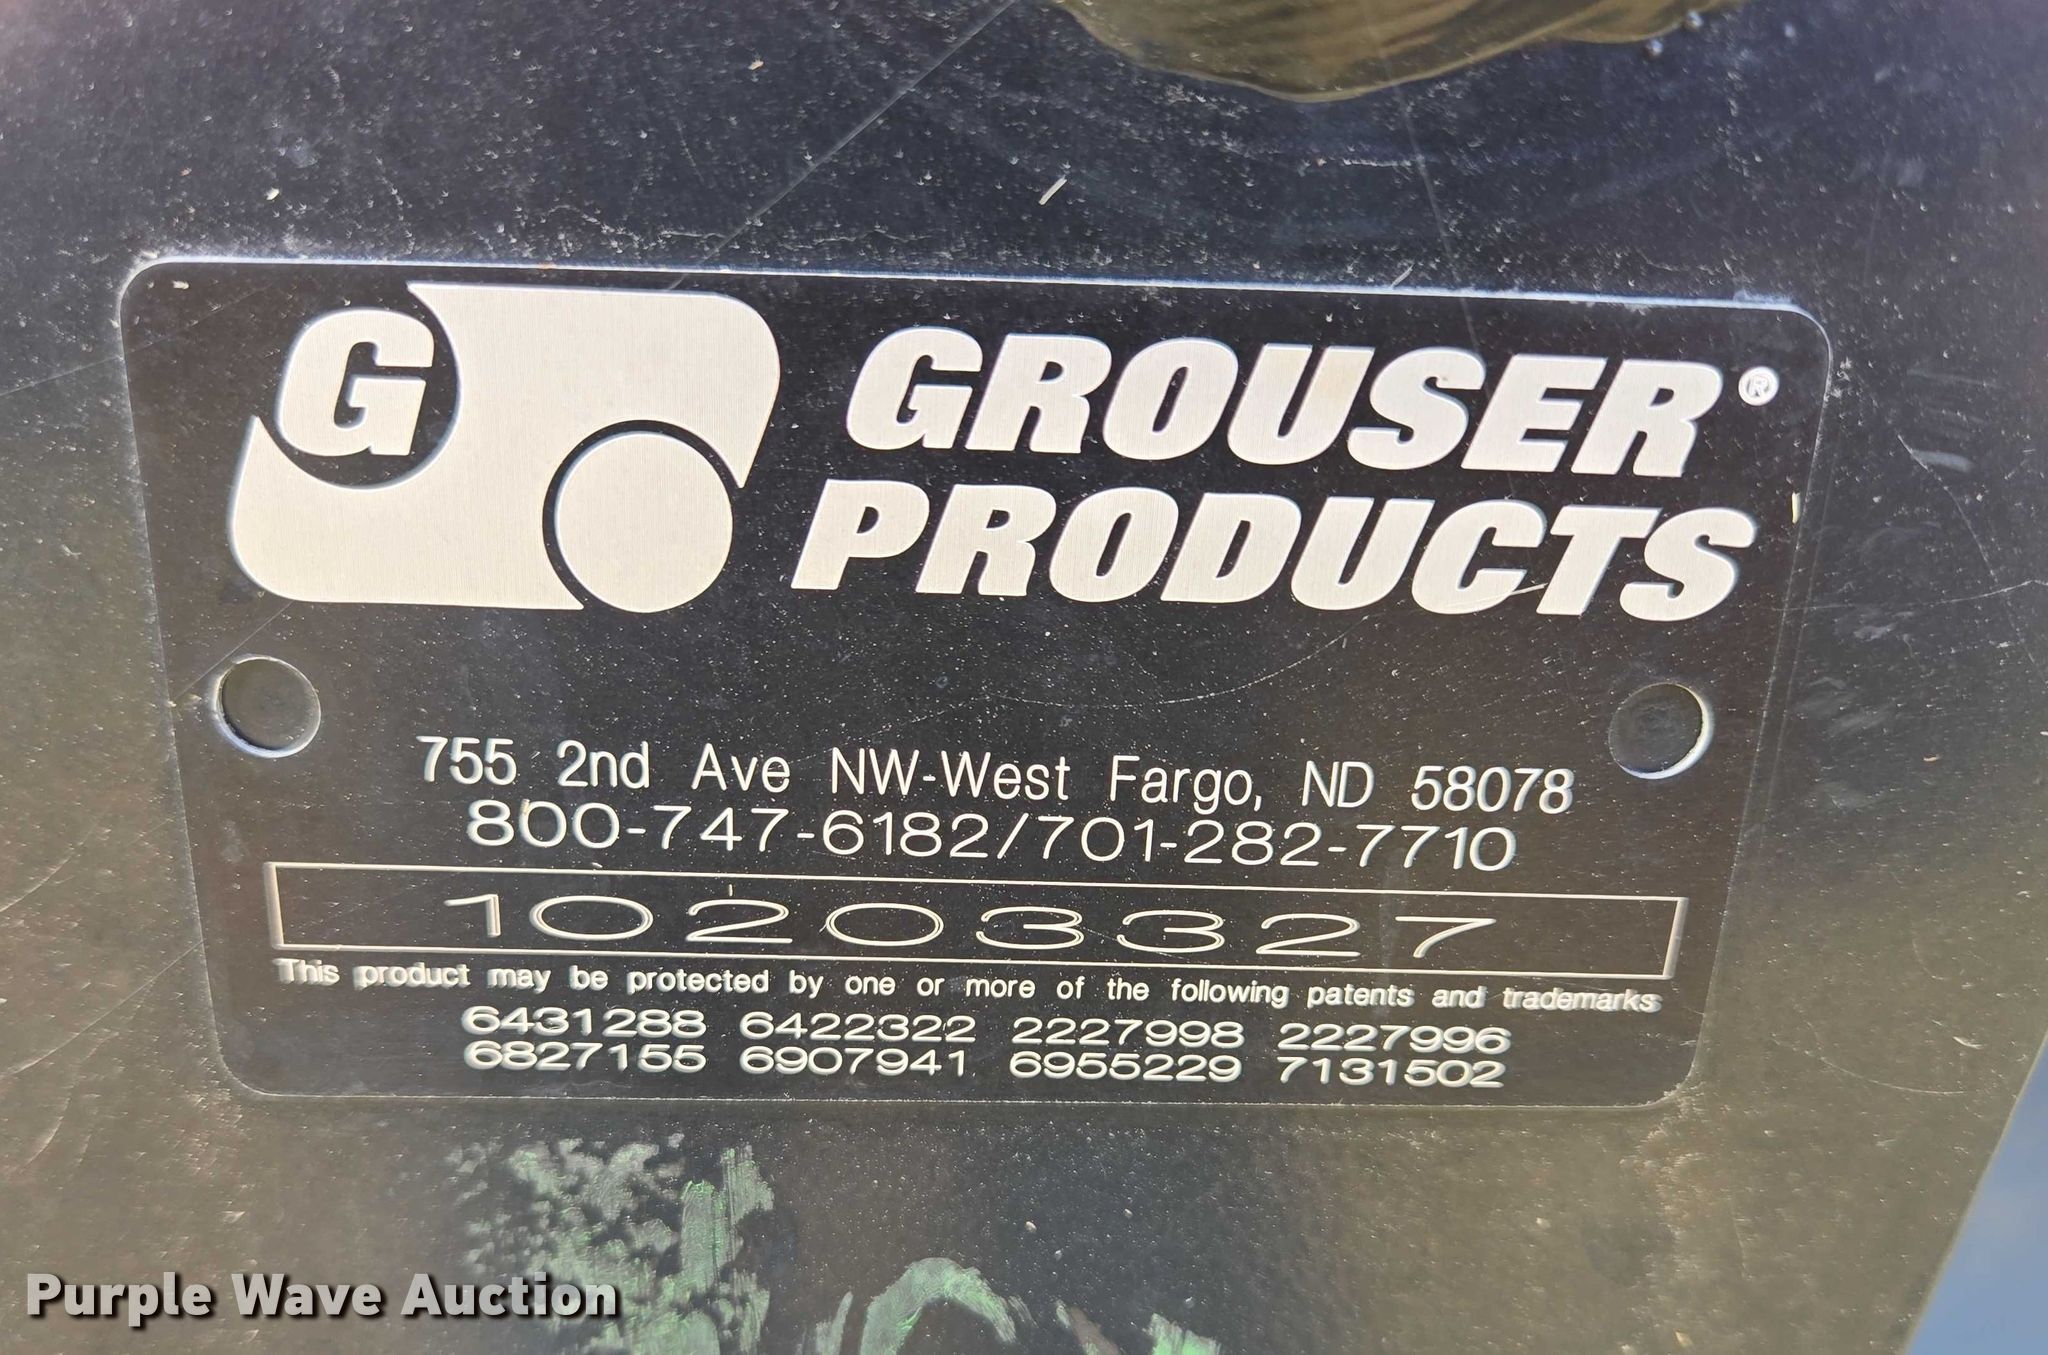 G
GROUSER®
PRODUCTS
755 2nd Ave NW-West Fargo, ND 58078
800-747-6182/701-282-7710
10203327
This product may be protected by one or more of the following patents and trademarks
6431288 6422322 2227998 2227996
6827155 6907941 6955229 7131502
Purple Wave Auction